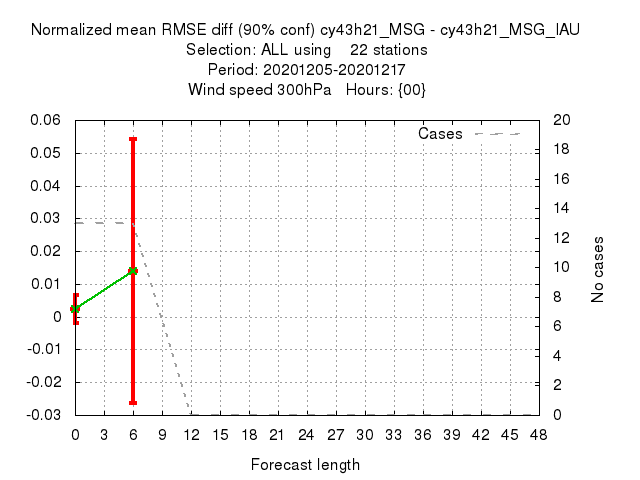 Normalized mean RMSE diff (90% conf) cy43h21_MSG - cy43h21_MSG_IAU
Selection: ALL using 22 stations
Period: 20201205-20201217
Wind speed 300hPa Hours: {00}
Cases
0.06
0.05
0.04
0.03
0.02
0.01
0
-0.01
-0.02
-0.03
20
18
16
14
12
10
8
6
4
2
0
No cases
0 3 6 9 12 15 18 21 24 27 30 33 36 39 42 45 48
Forecast length